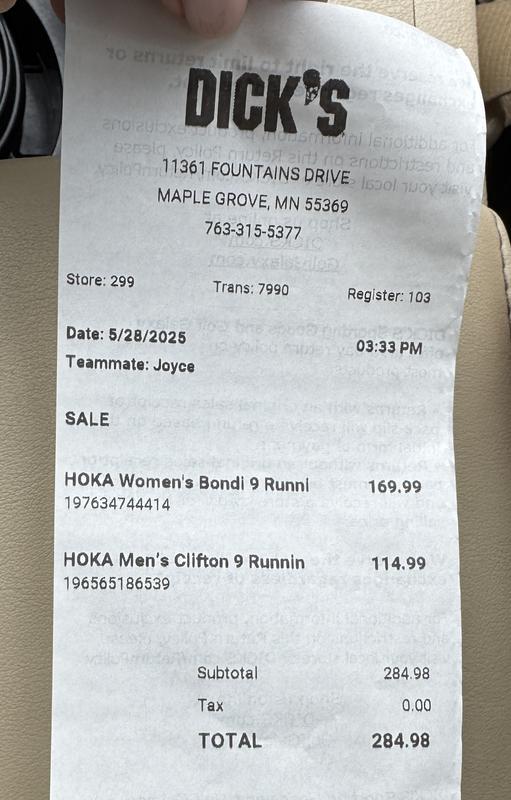 DICK'S
11361 FOUNTAINS DRIVE
MAPLE GROVE, MN 55369
763-315-5377
Store: 299 Trans: 7990 Register: 103
Date: 5/28/2025 03:33 PM
Teammate: Joyce
SALE
HOKA Women's Bondi 9 Runni 169.99
197634744414
HOKA Men's Clifton 9 Runnin 114.99
196565186539
Subtotal 284.98
Tax 0.00
TOTAL 284.98